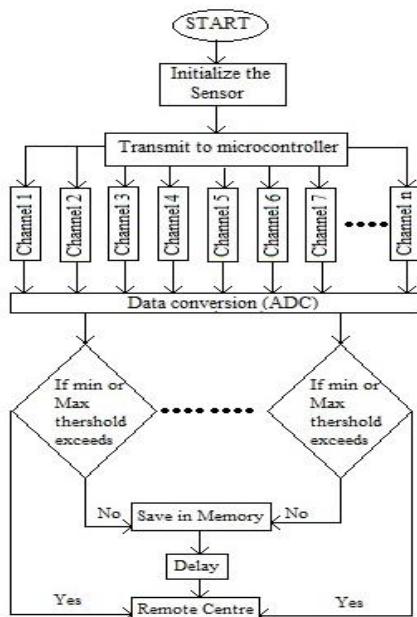 START
Initialize the
Sensor
Transmit to microcontroller
Channel 1
Channel 2
Channel 3
Channel 4
Channel 5
Channel 6
Channel 7
Channel n
Data conversion (ADC)
If min or
Max
thershold
exceeds
If min or
Max
thershold
exceeds
No
Save in Memory
No
Delay
Yes
Remote Centre
Yes